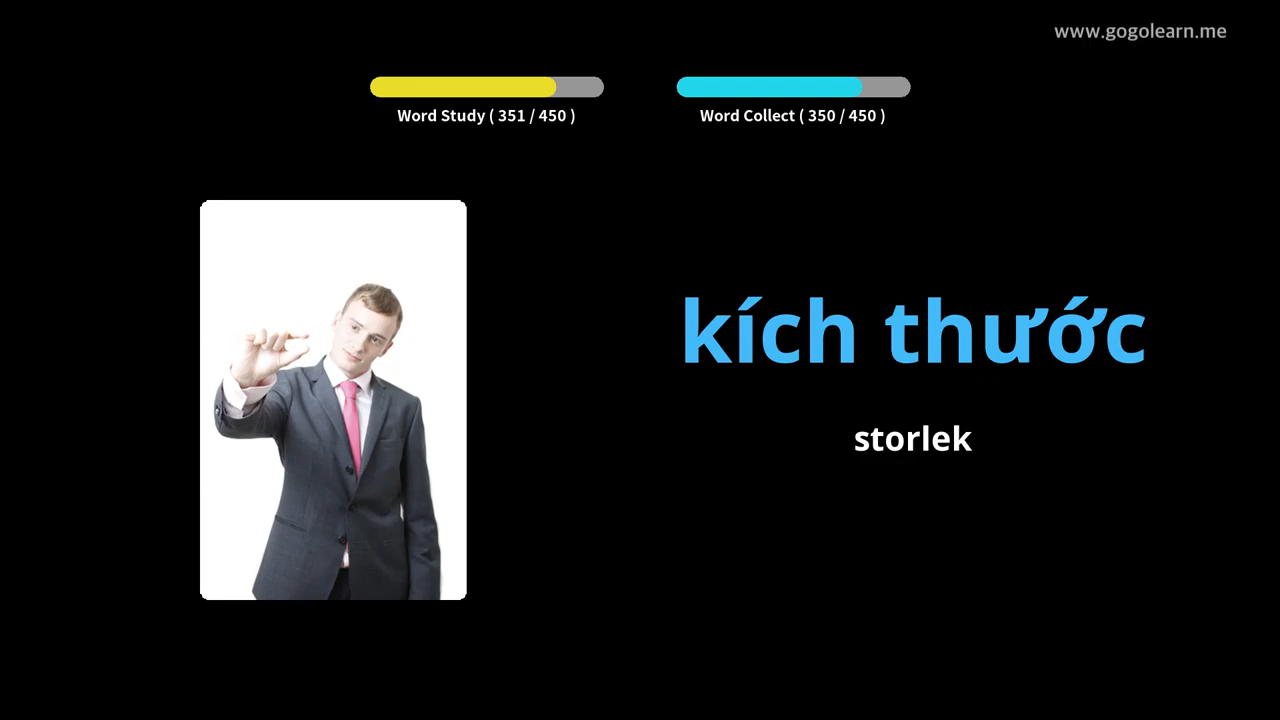 www.gogolearn.me
Word Study ( 351 / 450 )
Word Collect ( 350 / 450 )
kích thước
storlek